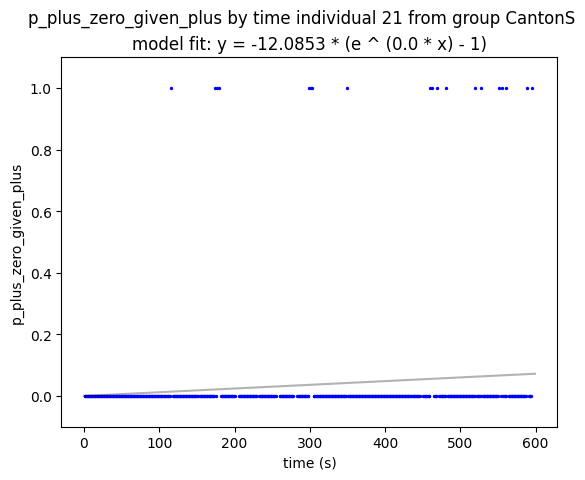 p_plus_zero_given_plus by time individual 21 from group CantonS
model fit: y = -12.0853 * (e ^ (0.0 * x) - 1)
1.0
0.8
0.6
0.4
0.2
0.0
p_plus_zero_given_plus
0 100 200 300 400 500 600
time (s)